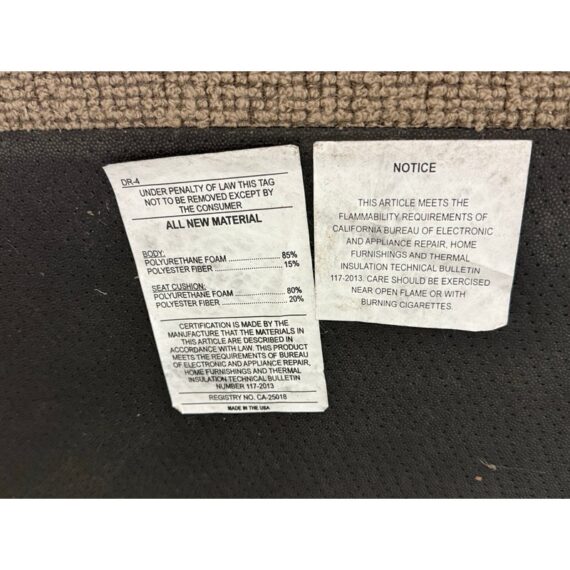 DR-4
UNDER PENALTY OF LAW THIS TAG
NOT TO BE REMOVED EXCEPT BY
THE CONSUMER
ALL NEW MATERIAL
BODY:
POLYURETHANE FOAM 85%
POLYESTER FIBER 15%
SEAT CUSHION:
POLYURETHANE FOAM 80%
POLYESTER FIBER 20%
CERTIFICATION IS MADE BY THE
MANUFACTURE THAT THE MATERIALS IN
THIS ARTICLE ARE DESCRIBED IN
ACCORDANCE WITH LAW. THIS PRODUCT
MEETS THE REQUIREMENTS OF BUREAU
OF ELECTRONIC AND APPLIANCE REPAIR,
HOME FURNISHINGS AND THERMAL
INSULATION TECHNICAL BULLETIN
NUMBER 117-2013
REGISTRY NO. CA-25018
MADE IN THE USA
NOTICE
THIS ARTICLE MEETS THE
FLAMMABILITY REQUIREMENTS OF
CALIFORNIA BUREAU OF ELECTRONIC
AND APPLIANCE REPAIR, HOME
FURNISHINGS AND THERMAL
INSULATION TECHNICAL BULLETIN
117-2013. CARE SHOULD BE EXERCISED
NEAR OPEN FLAME OR WITH
BURNING CIGARETTES.